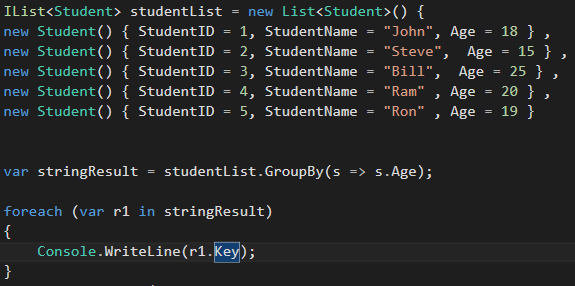 IList<Student> studentList = new List<Student>() {
new Student() { StudentID = 1, StudentName = "John", Age = 18 } ,
new Student() { StudentID = 2, StudentName = "Steve",  Age = 15 } ,
new Student() { StudentID = 3, StudentName = "Bill",  Age = 25 } ,
new Student() { StudentID = 4, StudentName = "Ram" , Age = 20 } ,
new Student() { StudentID = 5, StudentName = "Ron" , Age = 19 }
var stringResult = studentList.GroupBy(s => s.Age);
foreach (var r1 in stringResult)
{
    Console.WriteLine(r1.Key);
}